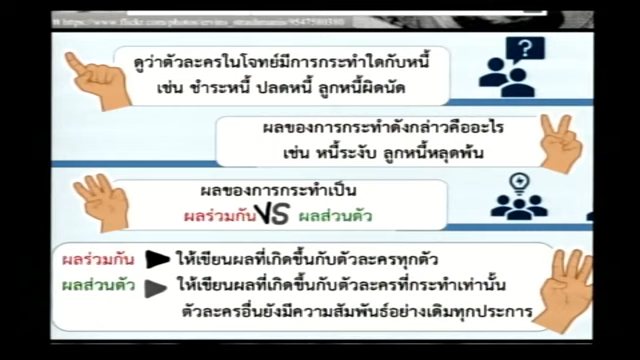 https://www.flickr.com/photos/ervins_strauhmanis/9547580380
ดูว่าตัวละครในโจทย์มีการกระทำใดกับหนี้
เช่น ชำระหนี้ ปลดหนี้ ลูกหนี้ผิดนัด
ผลของการกระทำดังกล่าวคืออะไร
เช่น หนี้ระงับ ลูกหนี้หลุดพ้น
ผลของการกระทำเป็น
ผลร่วมกัน VS ผลส่วนตัว
ผลร่วมกัน ให้เขียนผลที่เกิดขึ้นกับตัวละครทุกตัว
ผลส่วนตัว ให้เขียนผลที่เกิดขึ้นกับตัวละครที่กระทำเท่านั้น
ตัวละครอื่นยังมีความสัมพันธ์อย่างเดิมทุกประการ